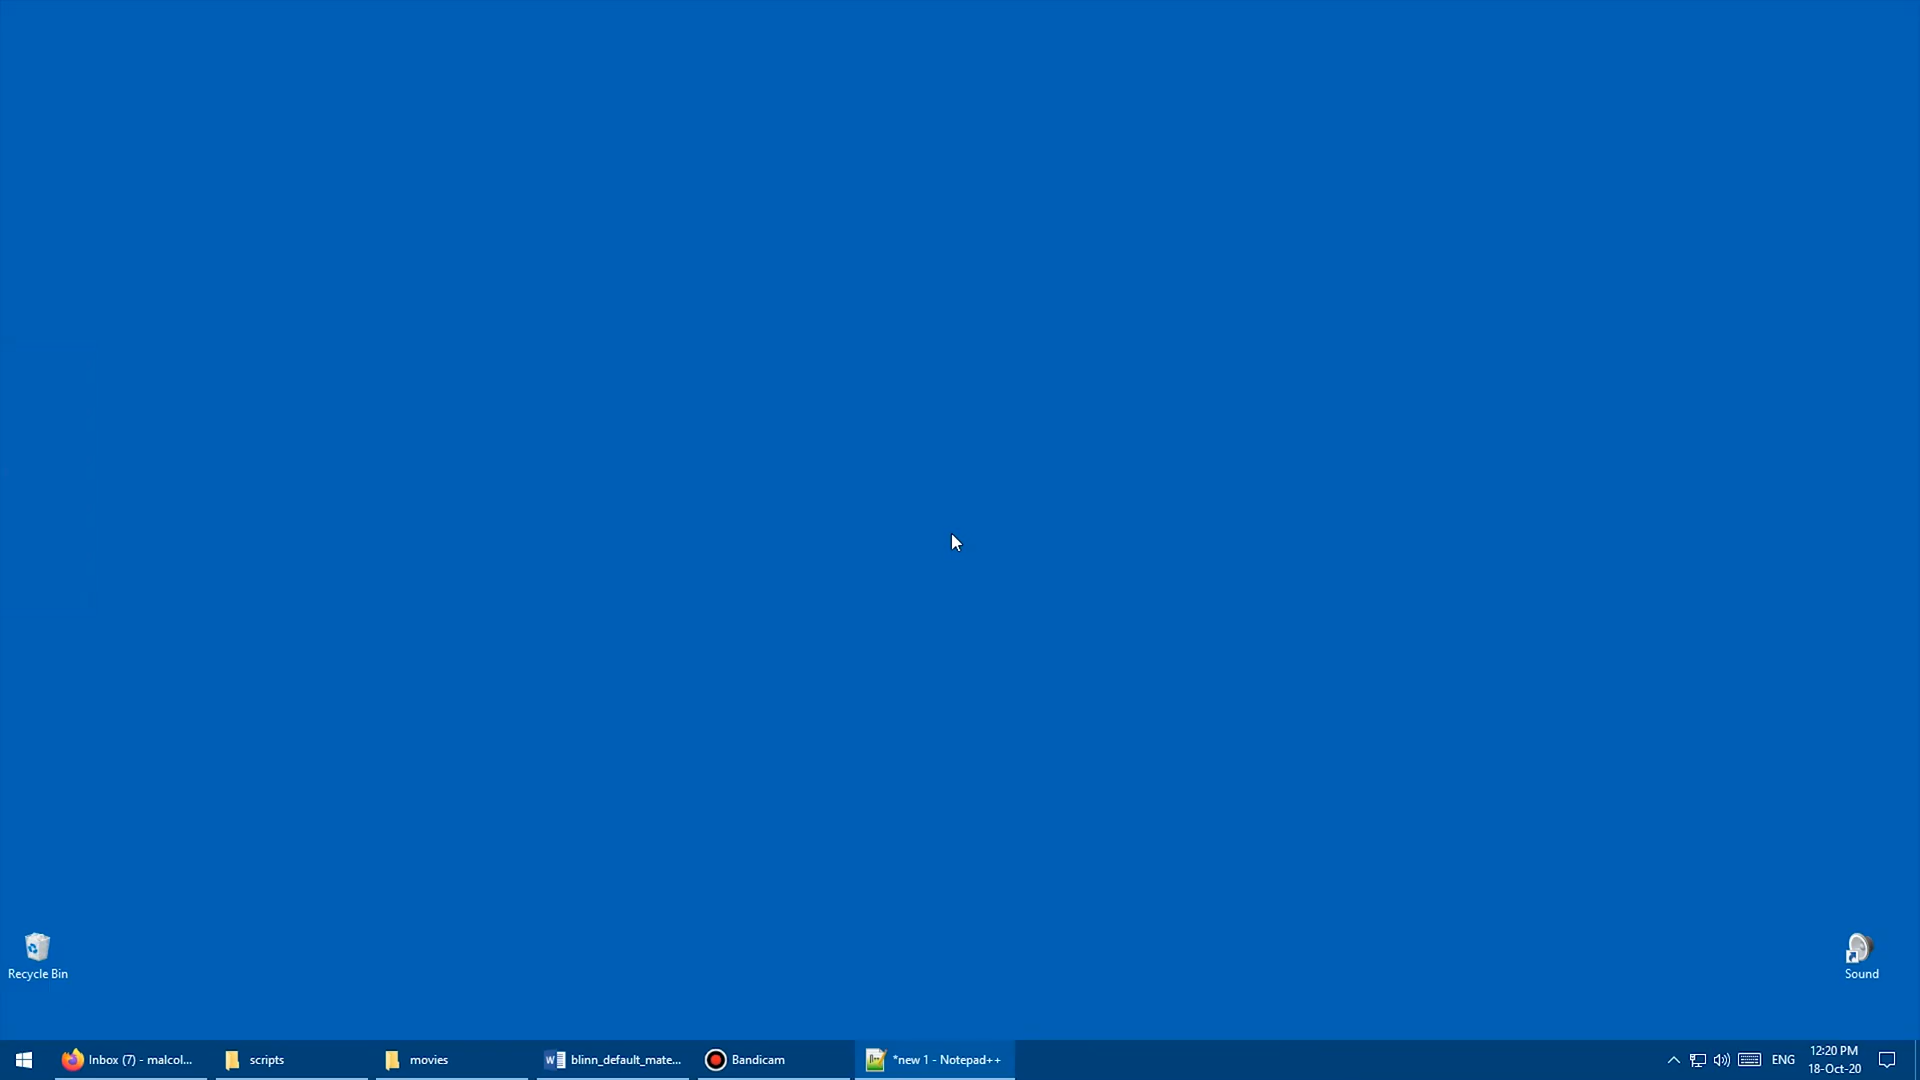 Recycle Bin
Sound
Inbox (7) - malcol...
scripts
movies
blinn_default_mate...
Bandicam
*new 1 - Notepad++
ENG
12:20 PM
18-Oct-20